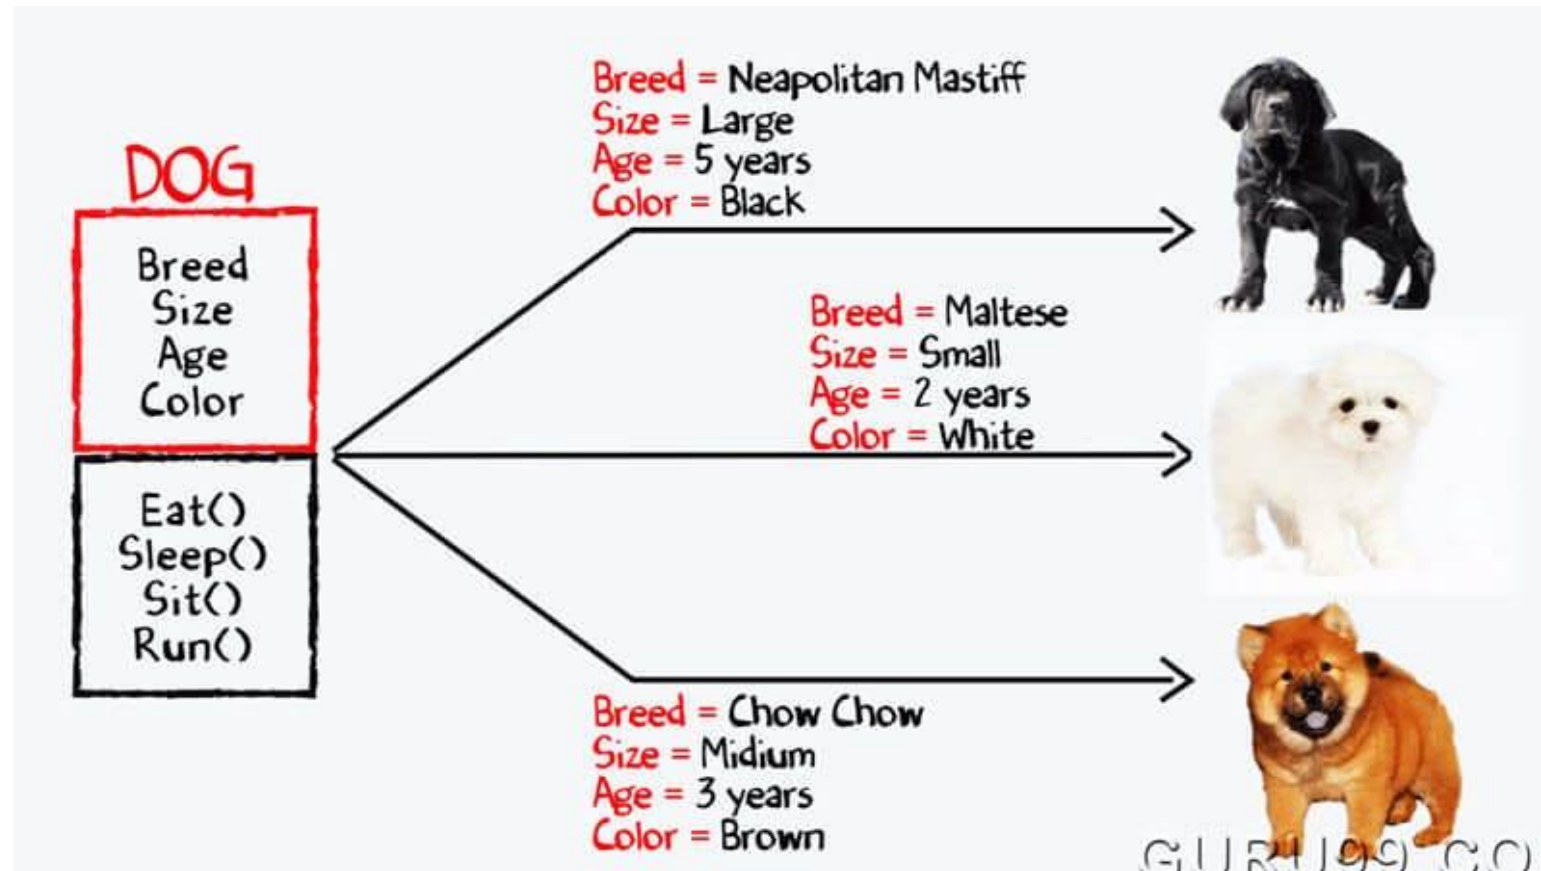 DOG
Breed
Size
Age
Color
Eat()
Sleep()
Sit()
Run()
Breed = Neapolitan Mastiff
Size = Large
Age = 5 years
Color = Black
Breed = Maltese
Size = Small
Age = 2 years
Color = White
Breed = Chow Chow
Size = Midium
Age = 3 years
Color = Brown
GURU99.CO